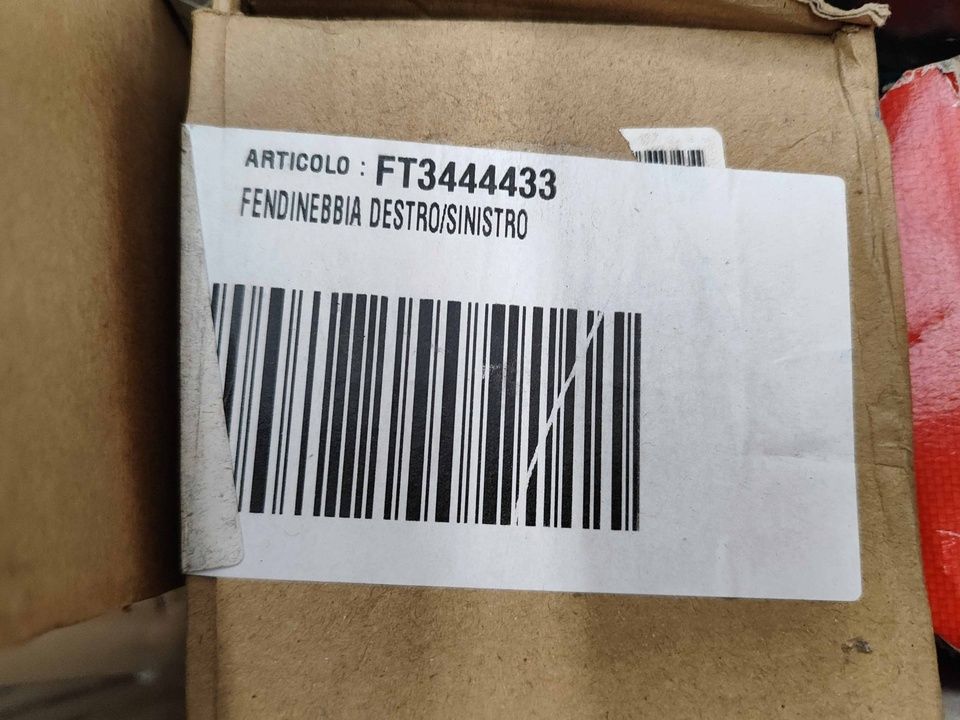 ARTICOLO : FT3444433
FENDINEBBIA DESTRO/SINISTRO